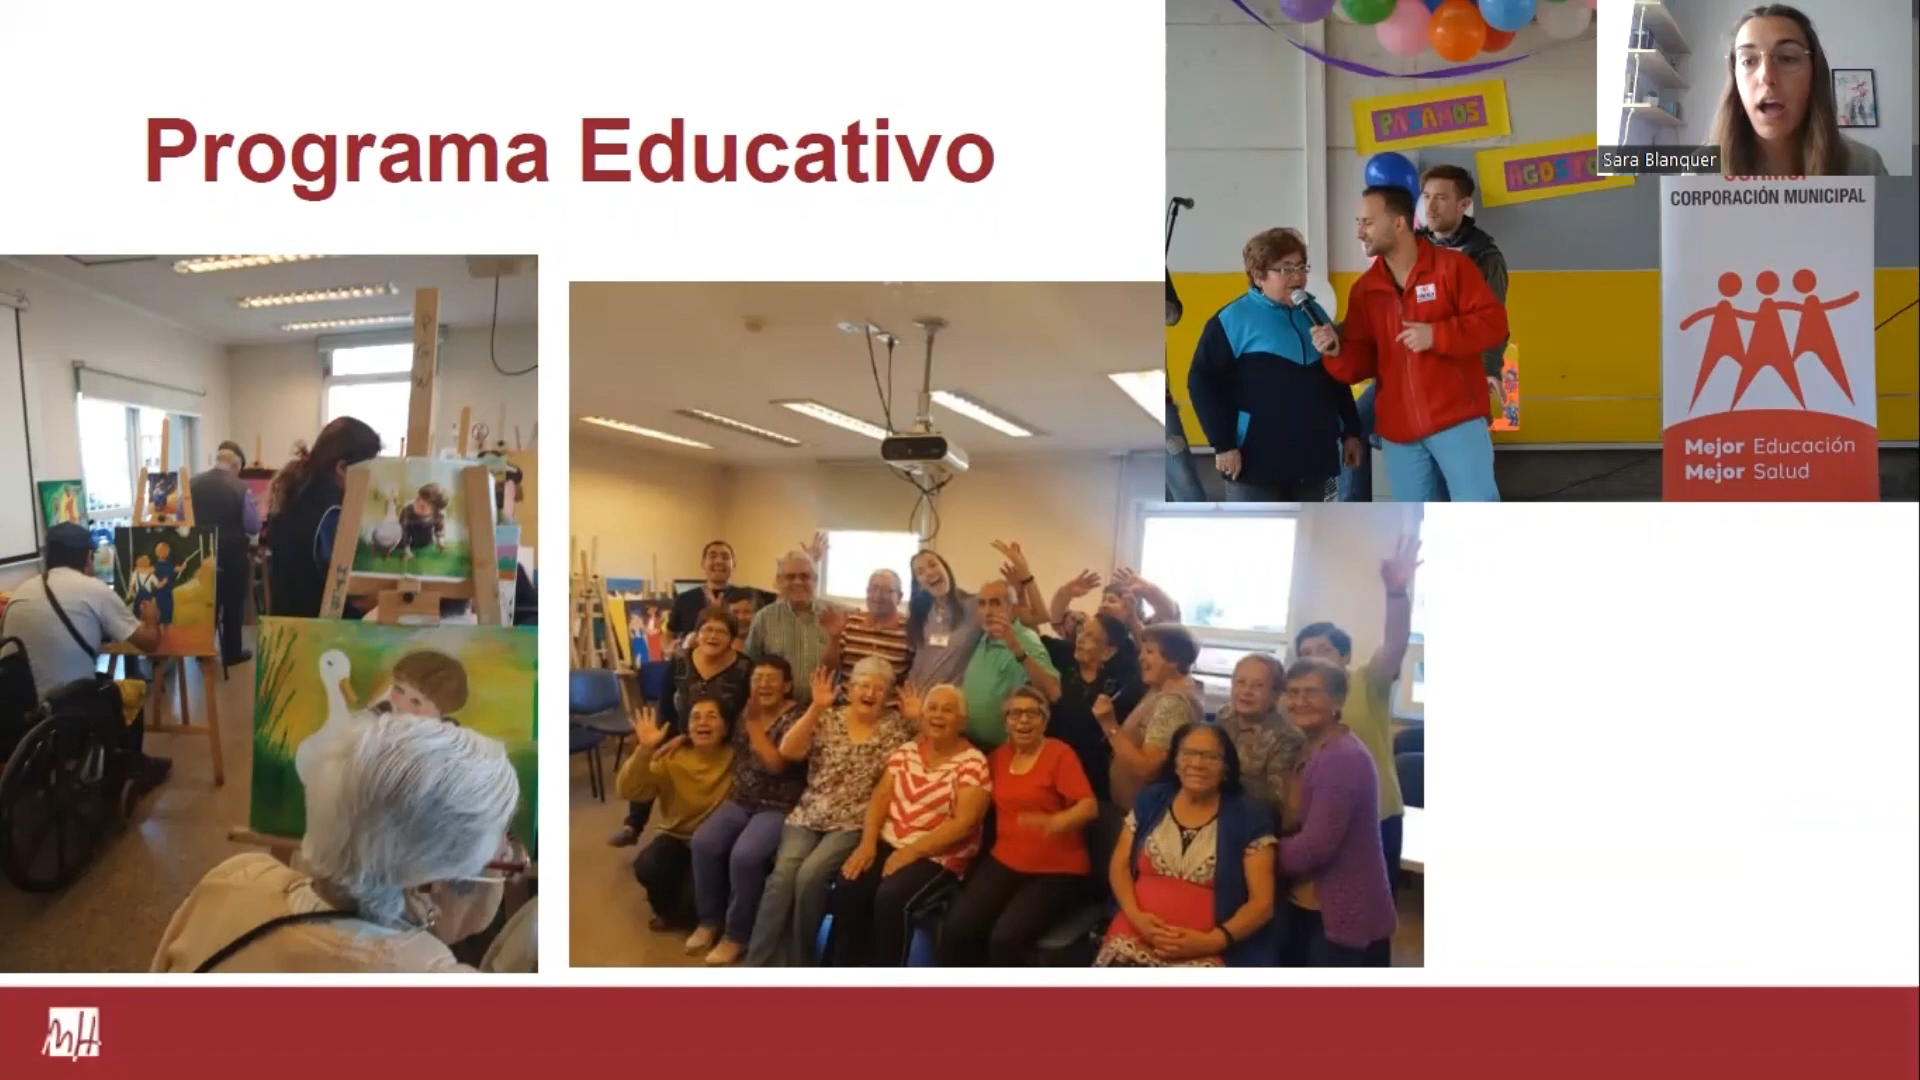 Programa Educativo
PASAMOS
AGOSTO
Sara Blanquer
CORPORACIÓN MUNICIPAL
Mejor Educación
Mejor Salud